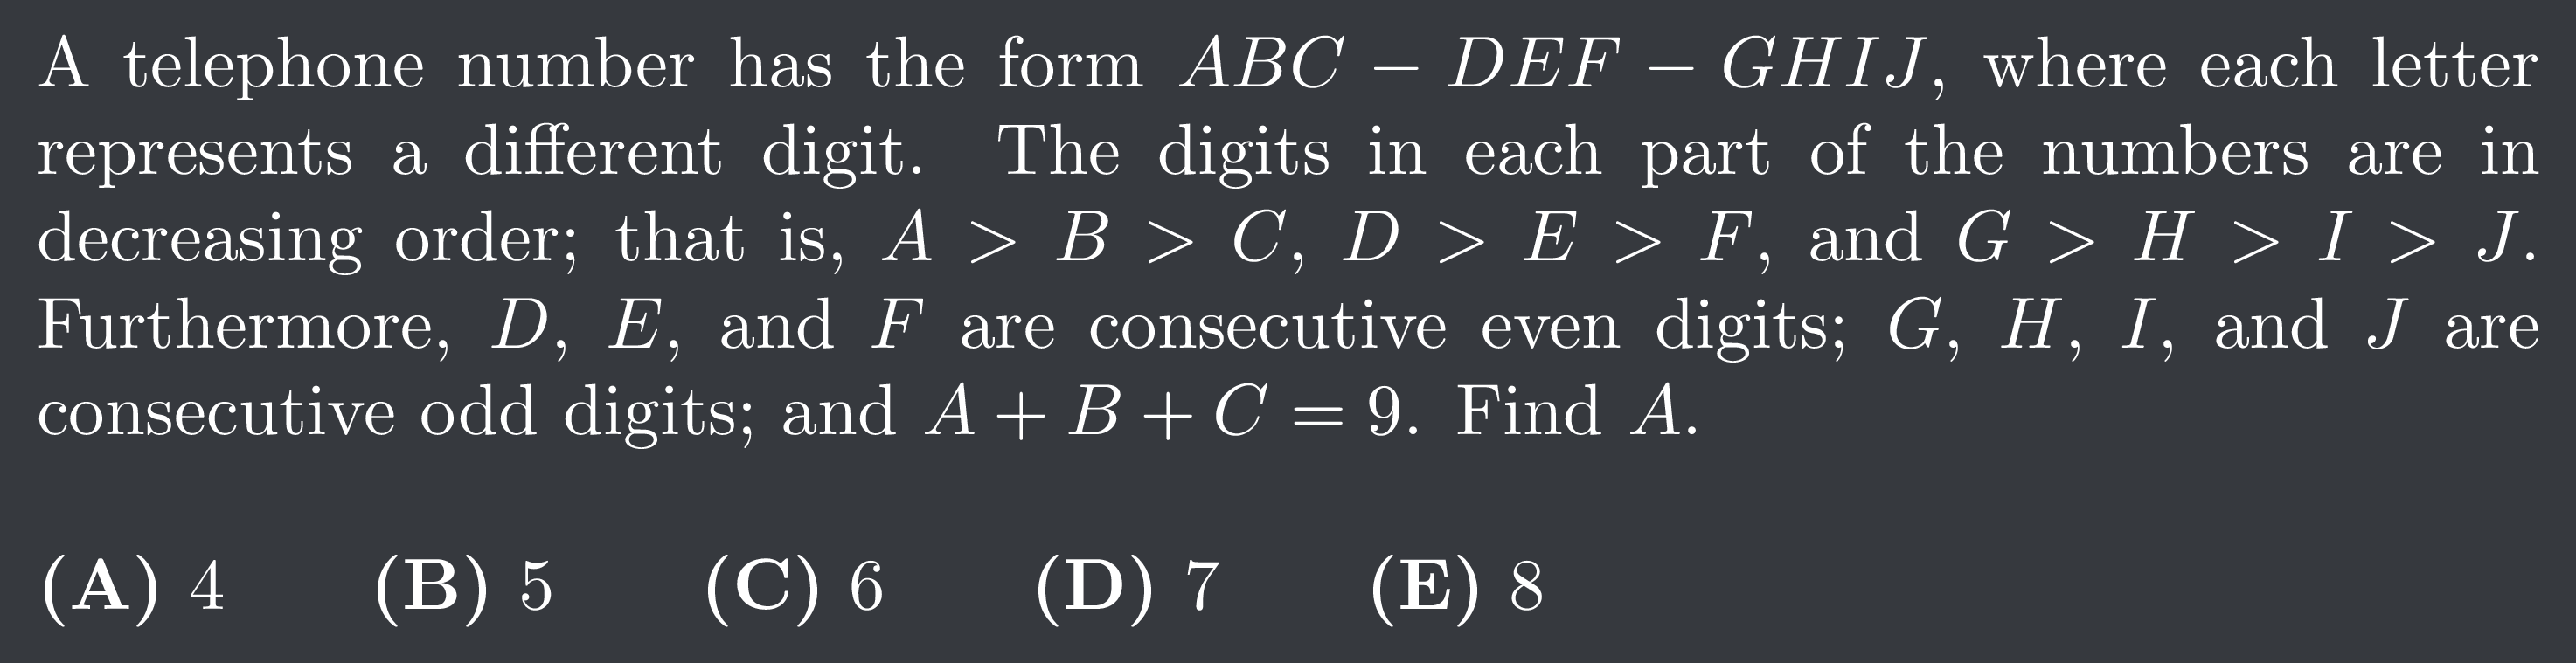 A telephone number has the form ABC − DEF − GHIJ, where each letter
represents a different digit. The digits in each part of the numbers are in
decreasing order; that is, A > B > C, D > E > F, and G > H > I > J.
Furthermore, D, E, and F are consecutive even digits; G, H, I, and J are
consecutive odd digits; and A + B + C = 9. Find A.
(A) 4 (B) 5 (C) 6 (D) 7 (E) 8